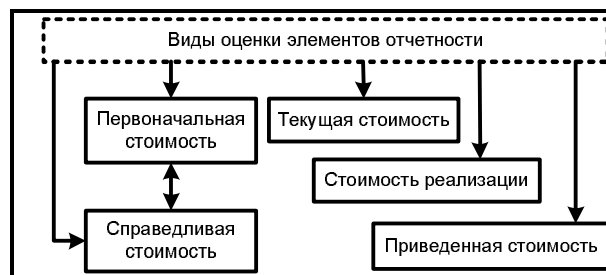 Виды оценки элементов отчетности
Первоначальная
стоимость
Текущая стоимость
Стоимость реализации
Справедливая
стоимость
Приведенная стоимость